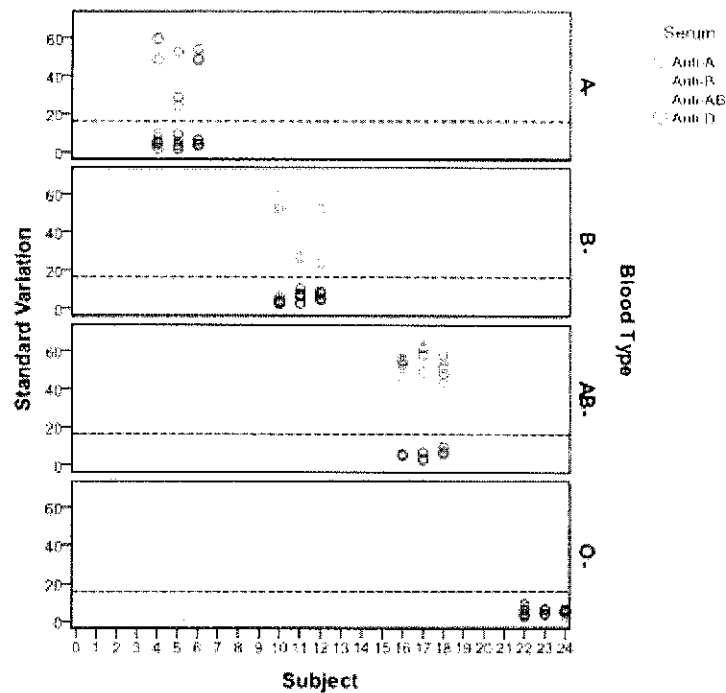 Serum
Anti-A
Anti-B
Anti-AB
Anti-D
60
40
20
0
A-
60
40
20
0
B-
60
40
20
0
AB-
60
40
20
0
O-
Standard Variation
Blood Type
0 1 2 3 4 5 6 7 8 9 10 11 12 13 14 15 16 17 18 19 20 21 22 23 24
Subject